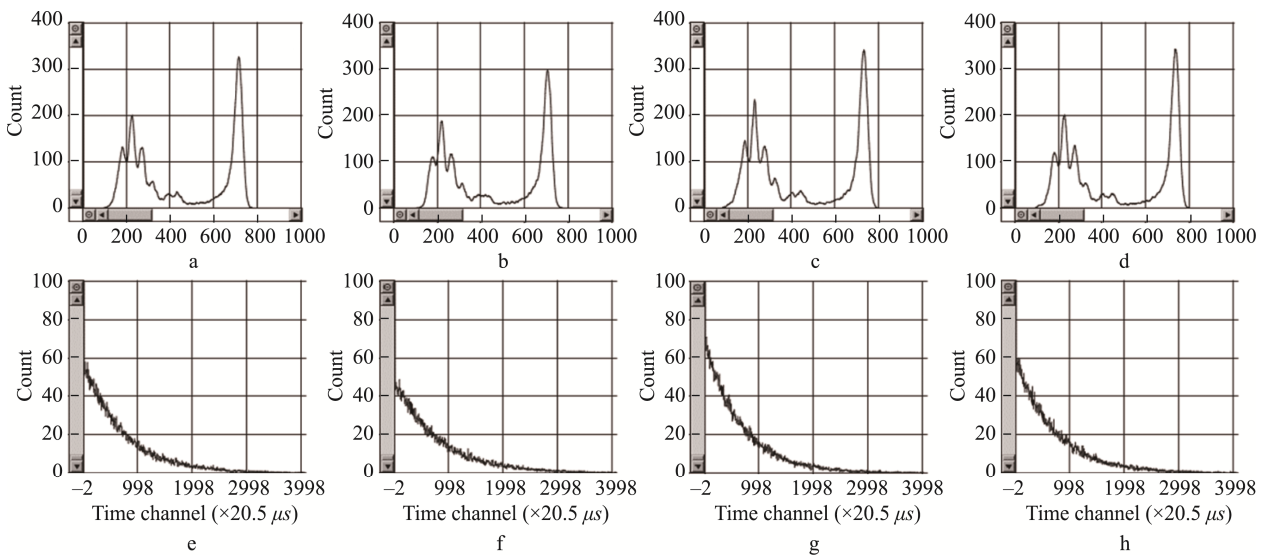 400 400 400 400
300 300 300 300
Count Count Count Count
200 200 200 200
100 100 100 100
0 0 0 0
0 200 400 600 800 1000 0 200 400 600 800 1000 0 200 400 600 800 1000 0 200 400 600 800 1000
a b c d
100 100 100 100
80 80 80 80
60 60 60 60
Count Count Count Count
40 40 40 40
20 20 20 20
0 0 0 0
–2 998 1998 2998 3998 –2 998 1998 2998 3998 –2 998 1998 2998 3998 –2 998 1998 2998 3998
Time channel (×20.5 μs) Time channel (×20.5 μs) Time channel (×20.5 μs) Time channel (×20.5 μs)
e f g h